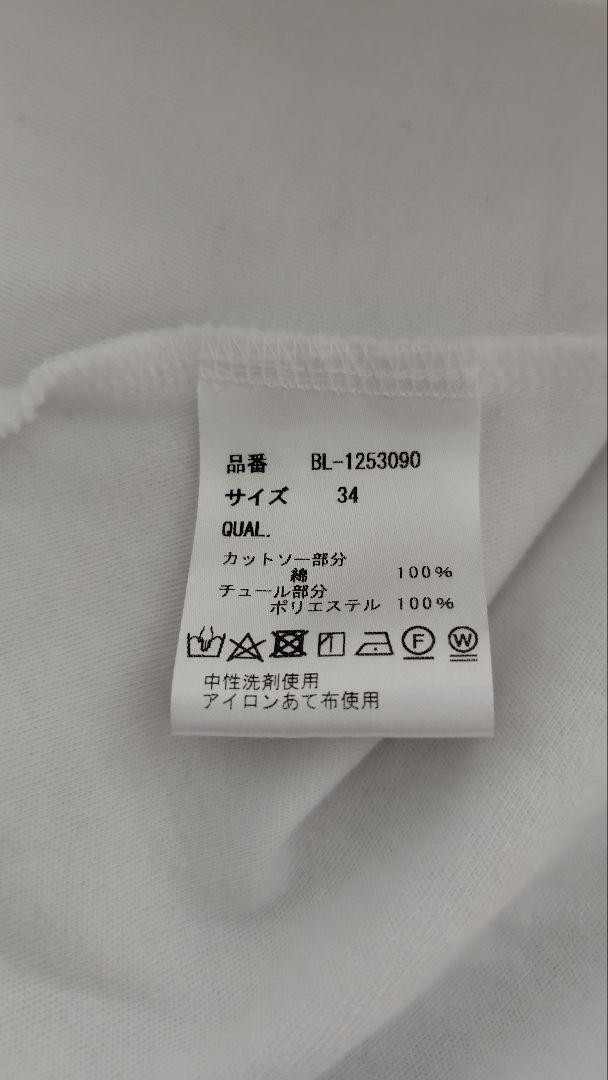 品番 BL-1253090
サイズ 34
QUAL.
カットソー部分
綿 100%
チュール部分
ポリエステル 100%
F W
中性洗剤使用
アイロンあて布使用